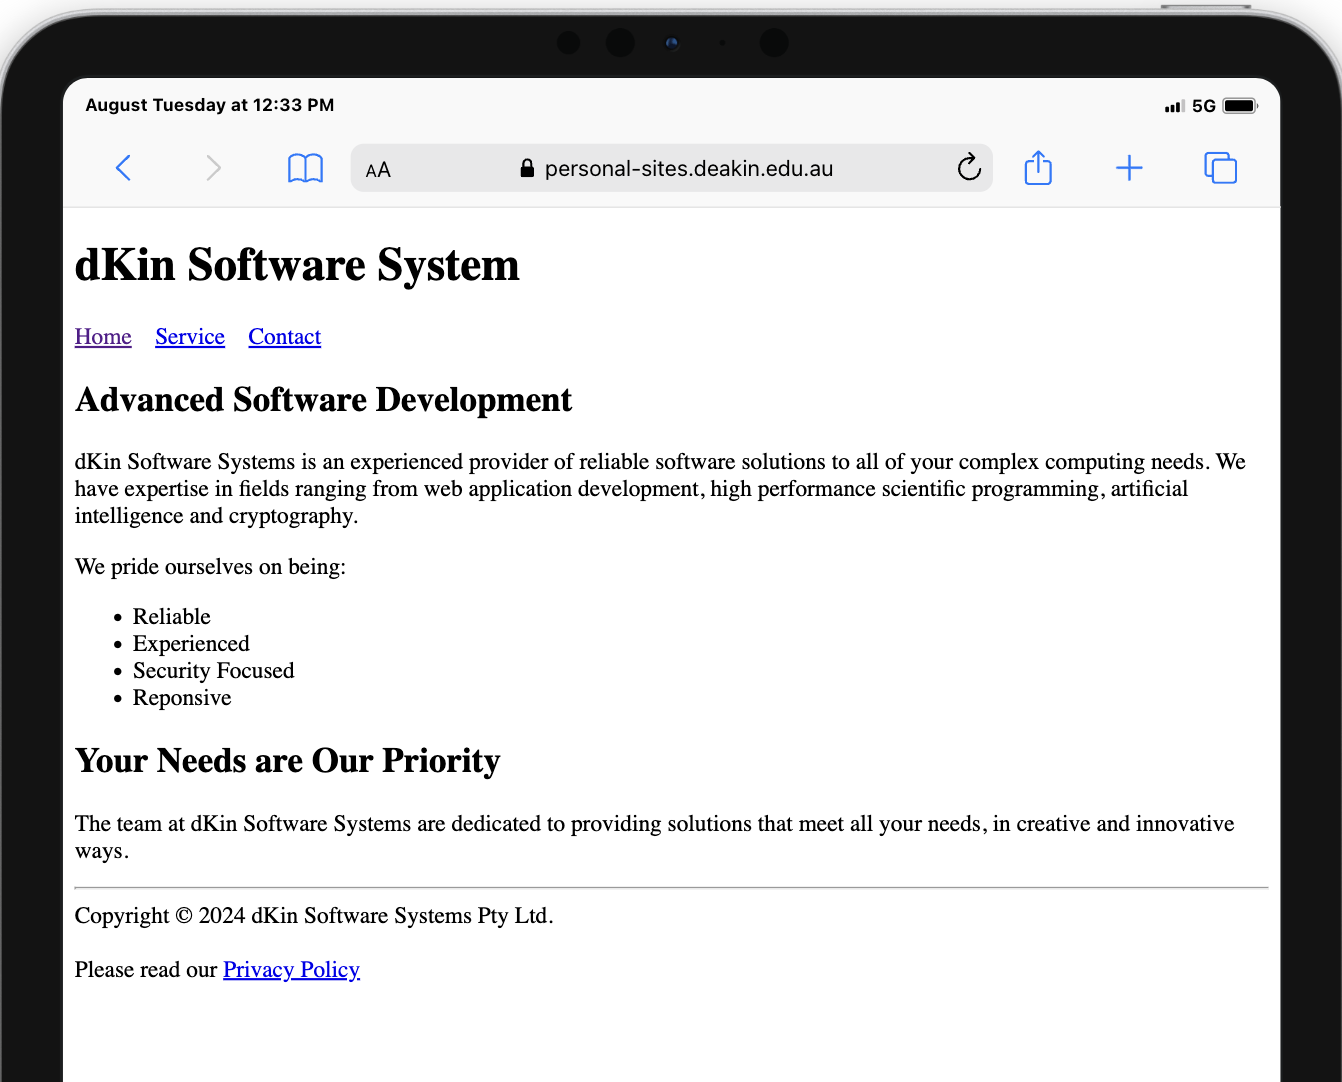 August Tuesday at 12:33 PM
5G
AA
personal-sites.deakin.edu.au
dKin Software System
Home Service Contact
Advanced Software Development
dKin Software Systems is an experienced provider of reliable software solutions to all of your complex computing needs. We
have expertise in fields ranging from web application development, high performance scientific programming, artificial
intelligence and cryptography.
We pride ourselves on being:
• Reliable
• Experienced
• Security Focused
• Reponsive
Your Needs are Our Priority
The team at dKin Software Systems are dedicated to providing solutions that meet all your needs, in creative and innovative
ways.
Copyright © 2024 dKin Software Systems Pty Ltd.
Please read our Privacy Policy